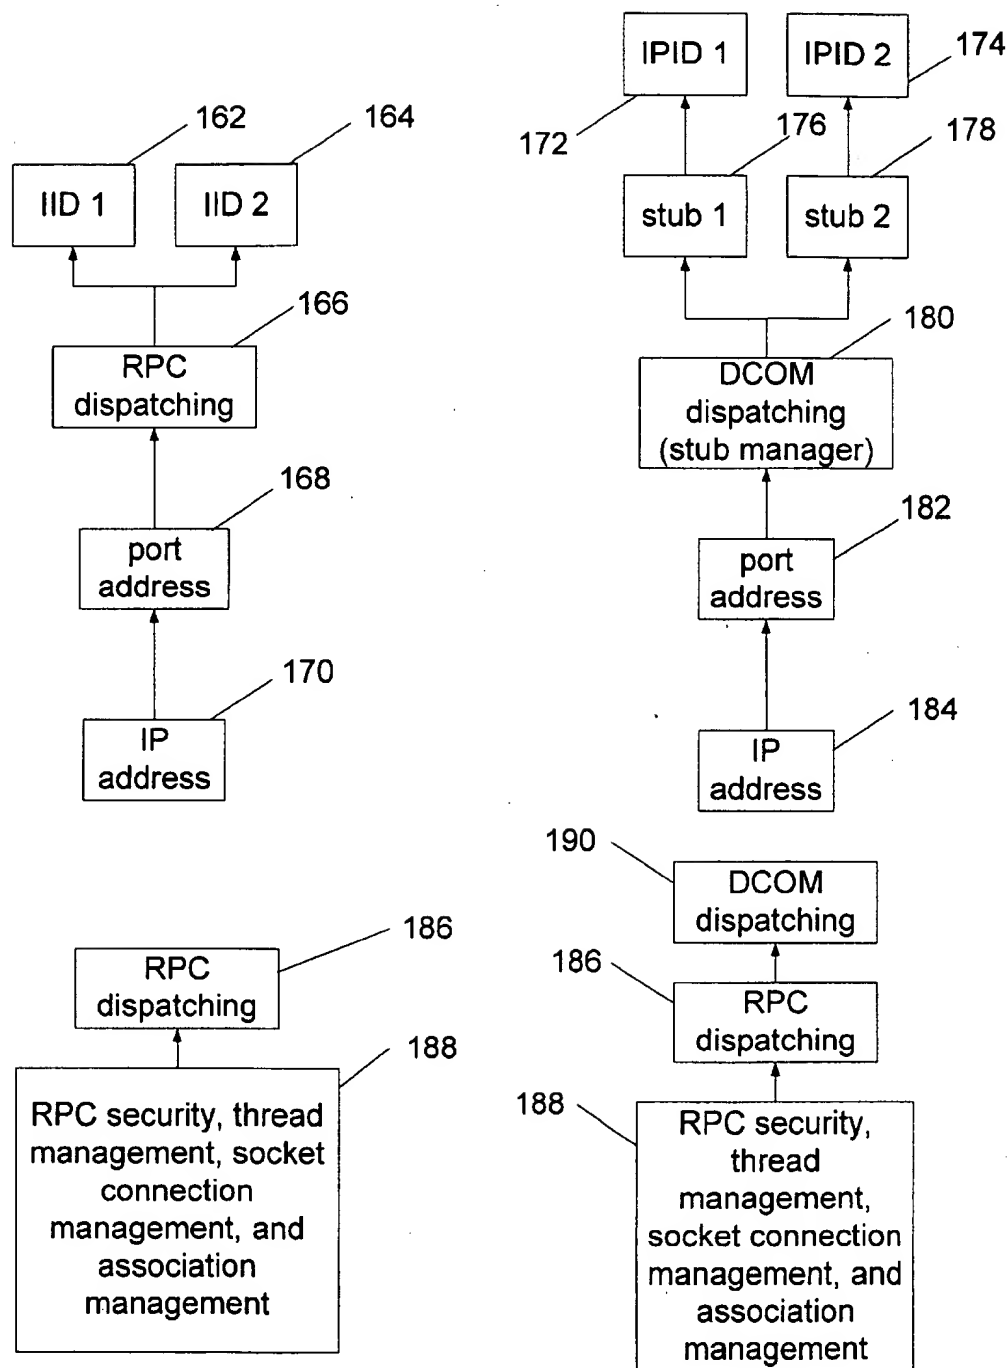 162
164
IID 1
IID 2
166
RPC
dispatching
168
port
address
170
IP
address
IPID 1
IPID 2
174
172
176
178
stub 1
stub 2
180
DCOM
dispatching
(stub manager)
182
port
address
184
IP
address
186
RPC
dispatching
188
RPC security, thread
management, socket
connection
management, and
association
management
190
DCOM
dispatching
186
RPC
dispatching
188
RPC security,
thread
management,
socket connection
management, and
association
management